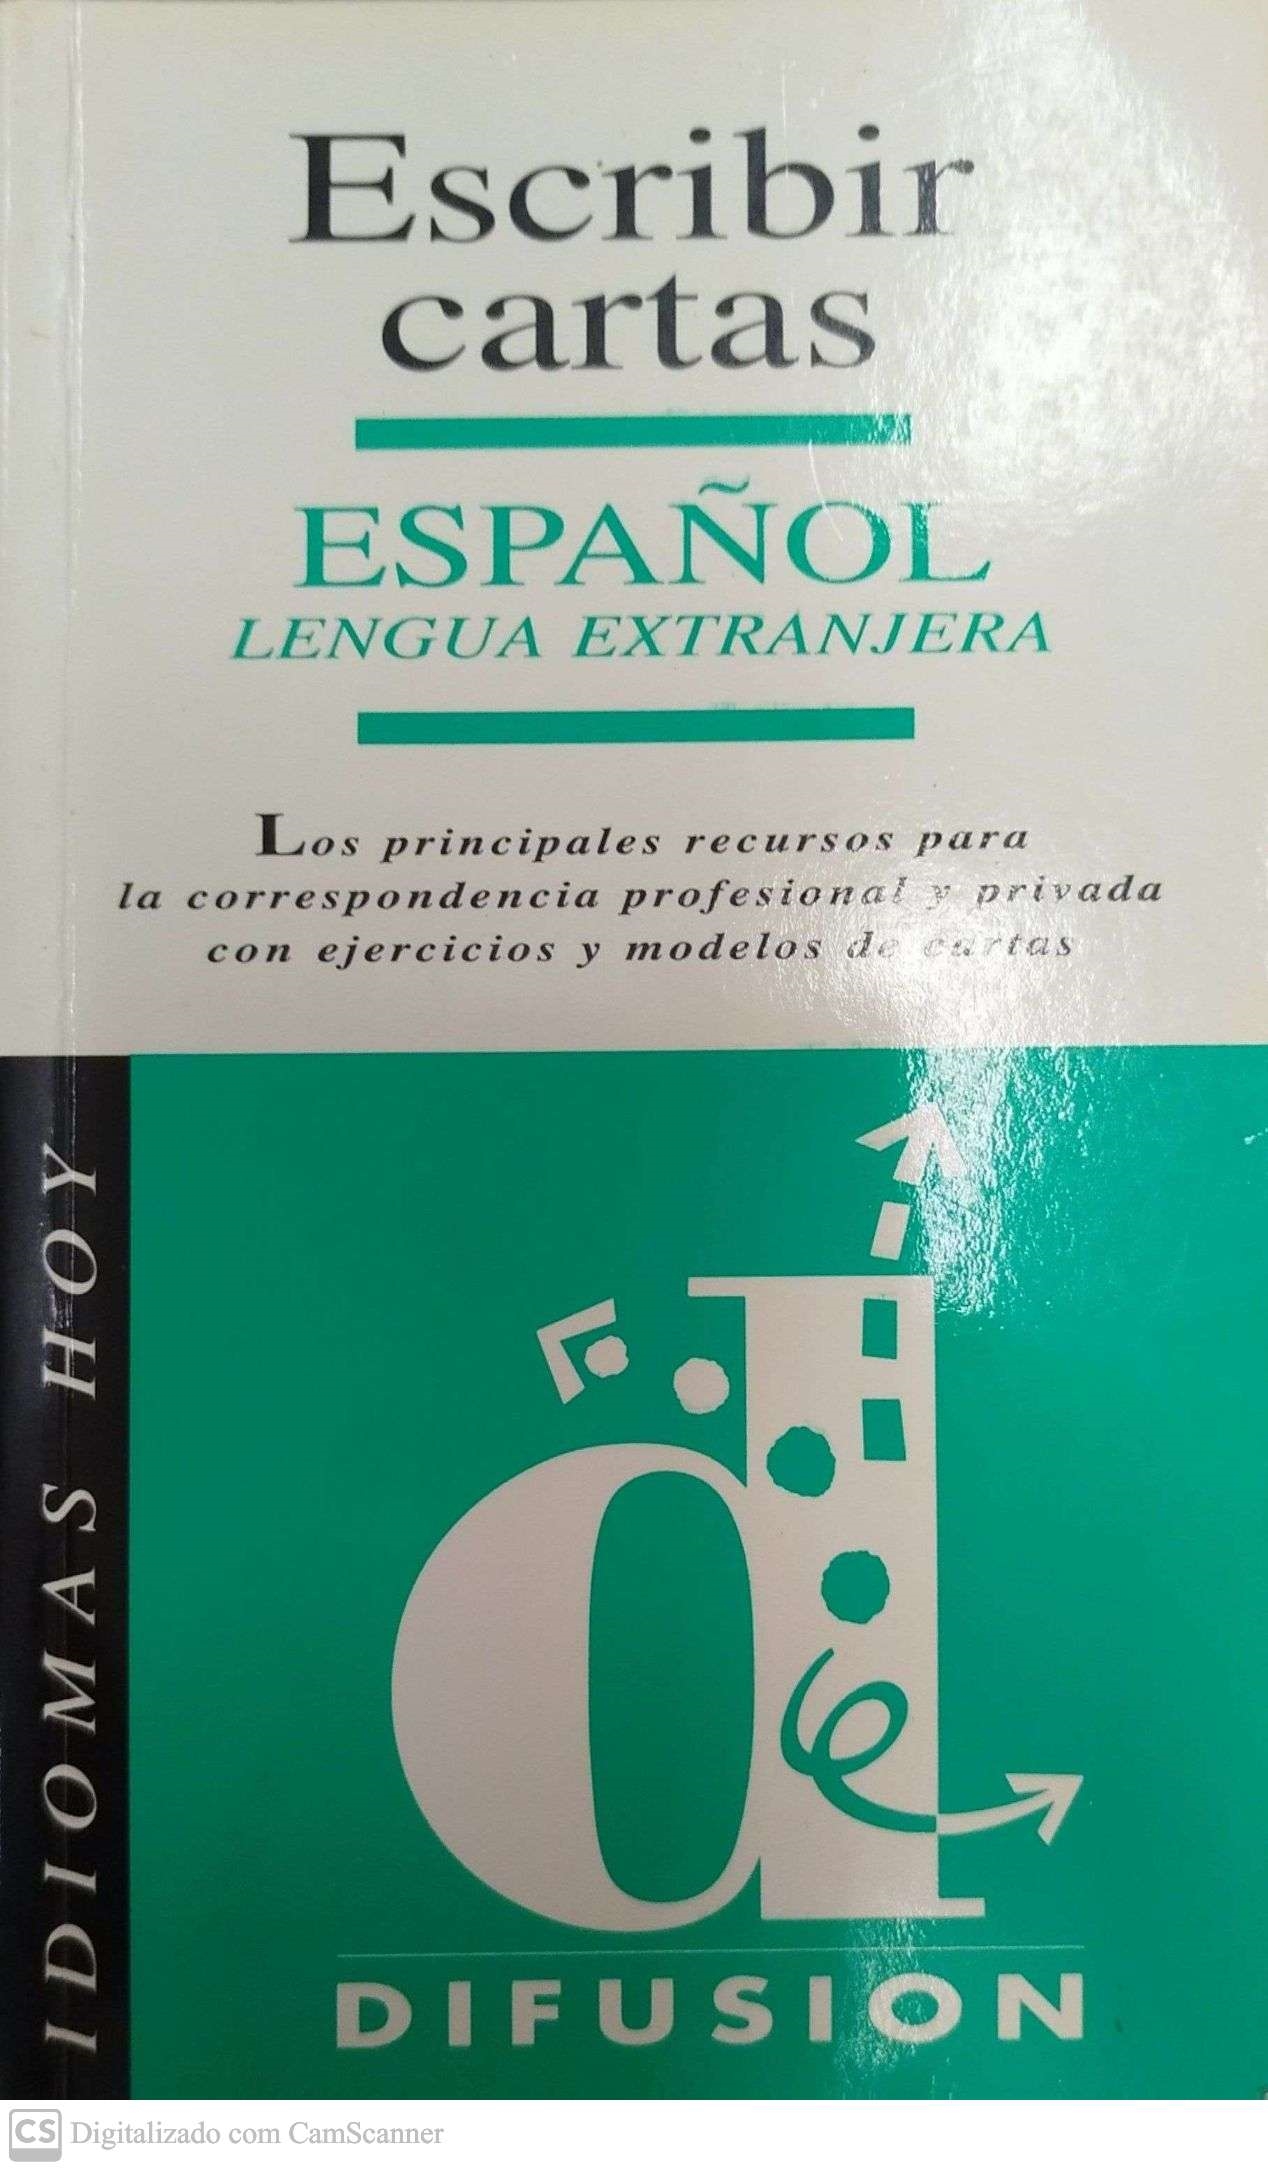 Escribir
cartas
ESPAÑOL
LENGUA EXTRANJERA
Los principales recursos para
la correspondencia profesional y privada
con ejercicios y modelos de cartas
IDIOMAS HOY
d
DIFUSION
CS Digitalizado com CamScanner